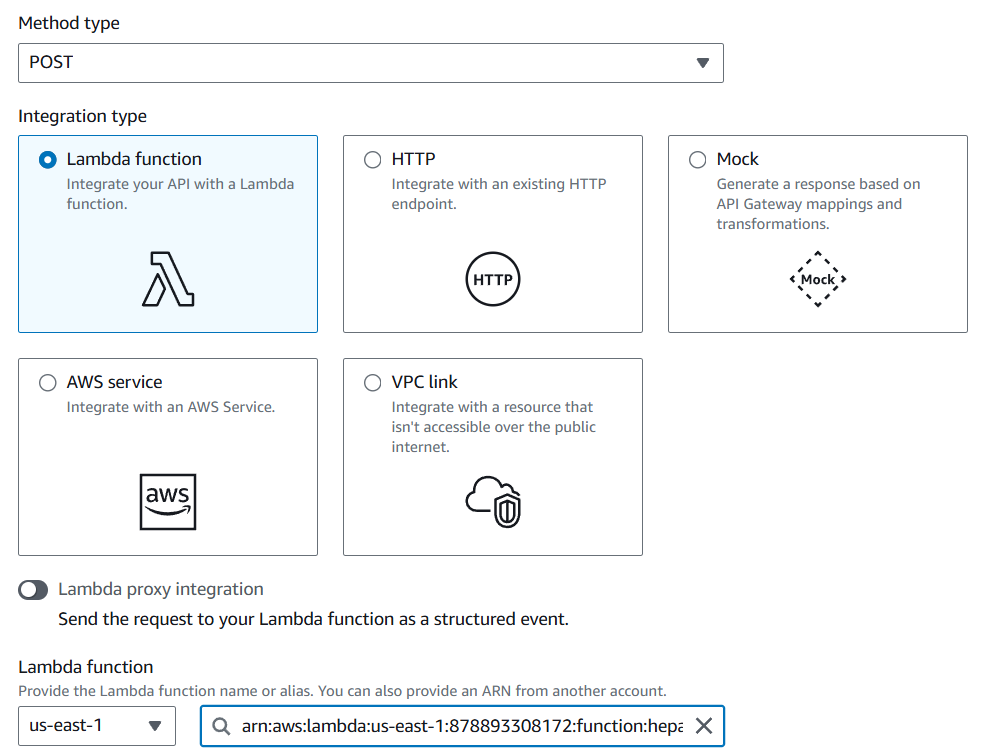 Method type
POST
Integration type
Lambda function
Integrate your API with a Lambda
function.
HTTP
Integrate with an existing HTTP
endpoint.
HTTP
Mock
Generate a response based on
API Gateway mappings and
transformations.
Mock
AWS service
Integrate with an AWS Service.
aws
VPC link
Integrate with a resource that
isn't accessible over the public
internet.
Lambda proxy integration
Send the request to your Lambda function as a structured event.
Lambda function
Provide the Lambda function name or alias. You can also provide an ARN from another account.
us-east-1
arn:aws:lambda:us-east-1:878893308172:function:hepa